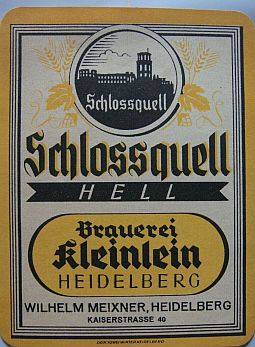 Schlossquell
Schlossquell
HELL
Brauerei
Kleinlein
HEIDELBERG
WILHELM MEIXNER, HEIDELBERG
KAISERSTRASSE 40